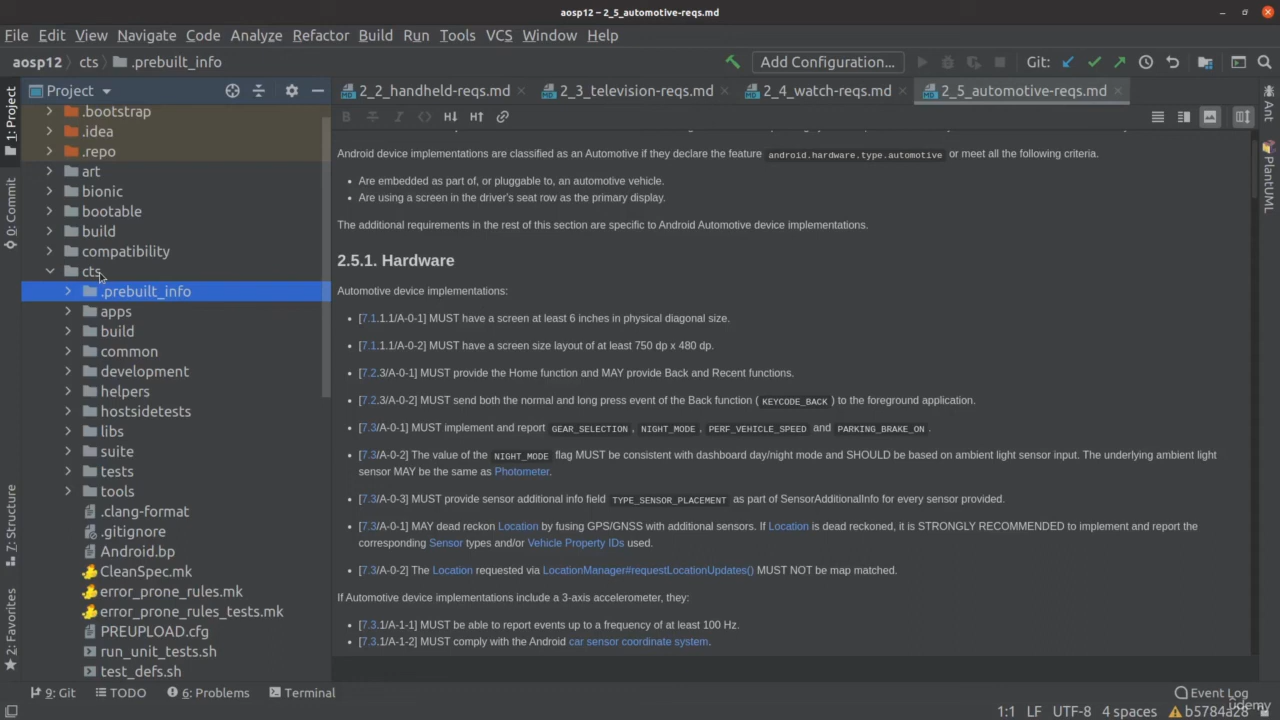 aosp12 – 2_5_automotive-reqs.md
File Edit View Navigate Code Analyze Refactor Build Run Tools VCS Window Help
aosp12 cts .prebuilt_info Add Configuration... Git:
Project 2_2_handheld-reqs.md 2_3_television-reqs.md 2_4_watch-reqs.md 2_5_automotive-reqs.md
1: Project
0: Commit
7: Structure
2: Favorites
.bootstrap
.idea
.repo
art
bionic
bootable
build
compatibility
cts
.prebuilt_info
apps
build
common
development
helpers
hostsidetests
libs
suite
tests
tools
.clang-format
.gitignore
Android.bp
CleanSpec.mk
error_prone_rules.mk
error_prone_rules_tests.mk
PREUPLOAD.cfg
run_unit_tests.sh
test_defs.sh
Android device implementations are classified as an Automotive if they declare the feature android.hardware.type.automotive or meet all the following criteria.
• Are embedded as part of, or pluggable to, an automotive vehicle.
• Are using a screen in the driver's seat row as the primary display.
The additional requirements in the rest of this section are specific to Android Automotive device implementations.
2.5.1. Hardware
Automotive device implementations:
• [7.1.1.1/A-0-1] MUST have a screen at least 6 inches in physical diagonal size.
• [7.1.1.1/A-0-2] MUST have a screen size layout of at least 750 dp x 480 dp.
• [7.2.3/A-0-1] MUST provide the Home function and MAY provide Back and Recent functions.
• [7.2.3/A-0-2] MUST send both the normal and long press event of the Back function ( KEYCODE_BACK ) to the foreground application.
• [7.3/A-0-1] MUST implement and report GEAR_SELECTION , NIGHT_MODE , PERF_VEHICLE_SPEED and PARKING_BRAKE_ON .
• [7.3/A-0-2] The value of the NIGHT_MODE flag MUST be consistent with dashboard day/night mode and SHOULD be based on ambient light sensor input. The underlying ambient light
sensor MAY be the same as Photometer.
• [7.3/A-0-3] MUST provide sensor additional info field TYPE_SENSOR_PLACEMENT as part of SensorAdditionalInfo for every sensor provided.
• [7.3/A-0-1] MAY dead reckon Location by fusing GPS/GNSS with additional sensors. If Location is dead reckoned, it is STRONGLY RECOMMENDED to implement and report the
corresponding Sensor types and/or Vehicle Property IDs used.
• [7.3/A-0-2] The Location requested via LocationManager#requestLocationUpdates() MUST NOT be map matched.
If Automotive device implementations include a 3-axis accelerometer, they:
• [7.3.1/A-1-1] MUST be able to report events up to a frequency of at least 100 Hz.
• [7.3.1/A-1-2] MUST comply with the Android car sensor coordinate system.
Ant
PlantUML
9: Git TODO 6: Problems Terminal Event Log
1:1 LF UTF-8 4 spaces b5784a28
Udemy